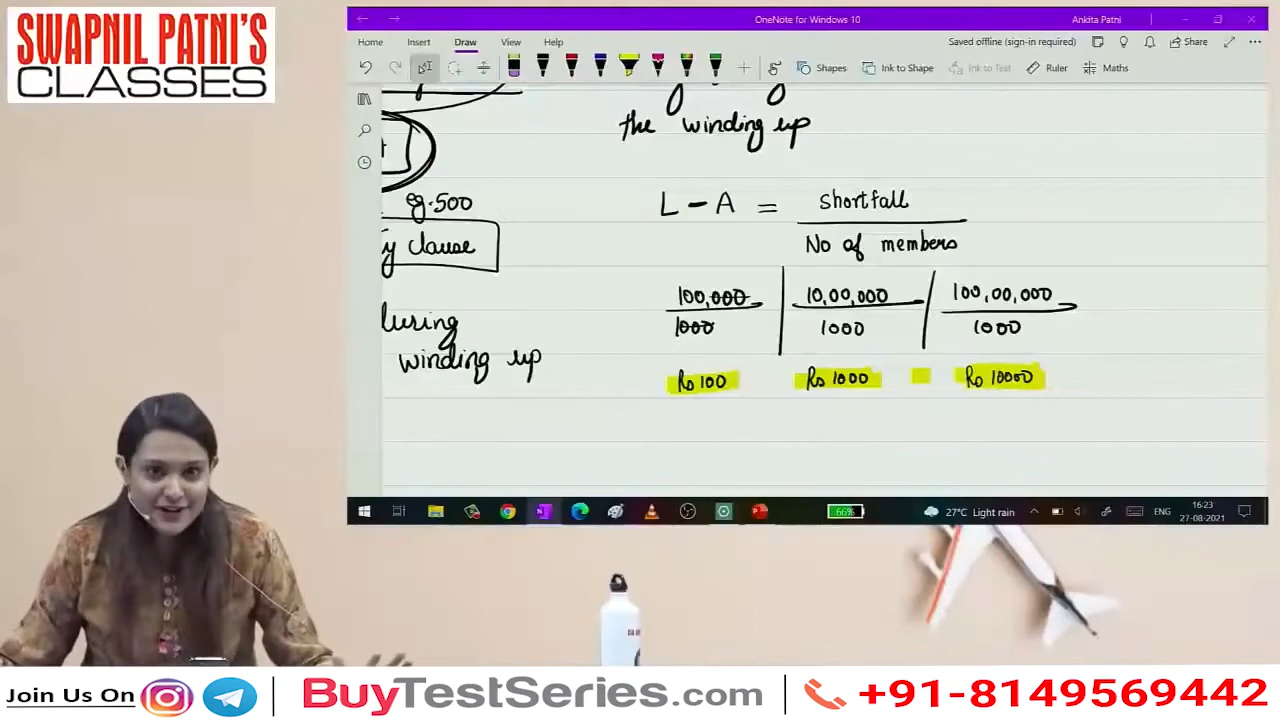 SWAPNIL PATNI'S
CLASSES
OneNote for Windows 10
Ankita Patni
Home Insert Draw View Help
Saved offline (sign-in required)
Share
Shapes
Ink to Shape
Ink to Text
Ruler
Maths
the winding up
eg. 500
y clause
during
winding up
L - A = Shortfall
No of members
100,000 | 10,00,000 | 100,00,000
1000 | 1000 | 1000
Rs 100 Rs 1000 Rs 10000
66%
27°C Light rain
ENG
16:23
27-08-2021
Join Us On
BuyTestSeries.com
+91-8149569442